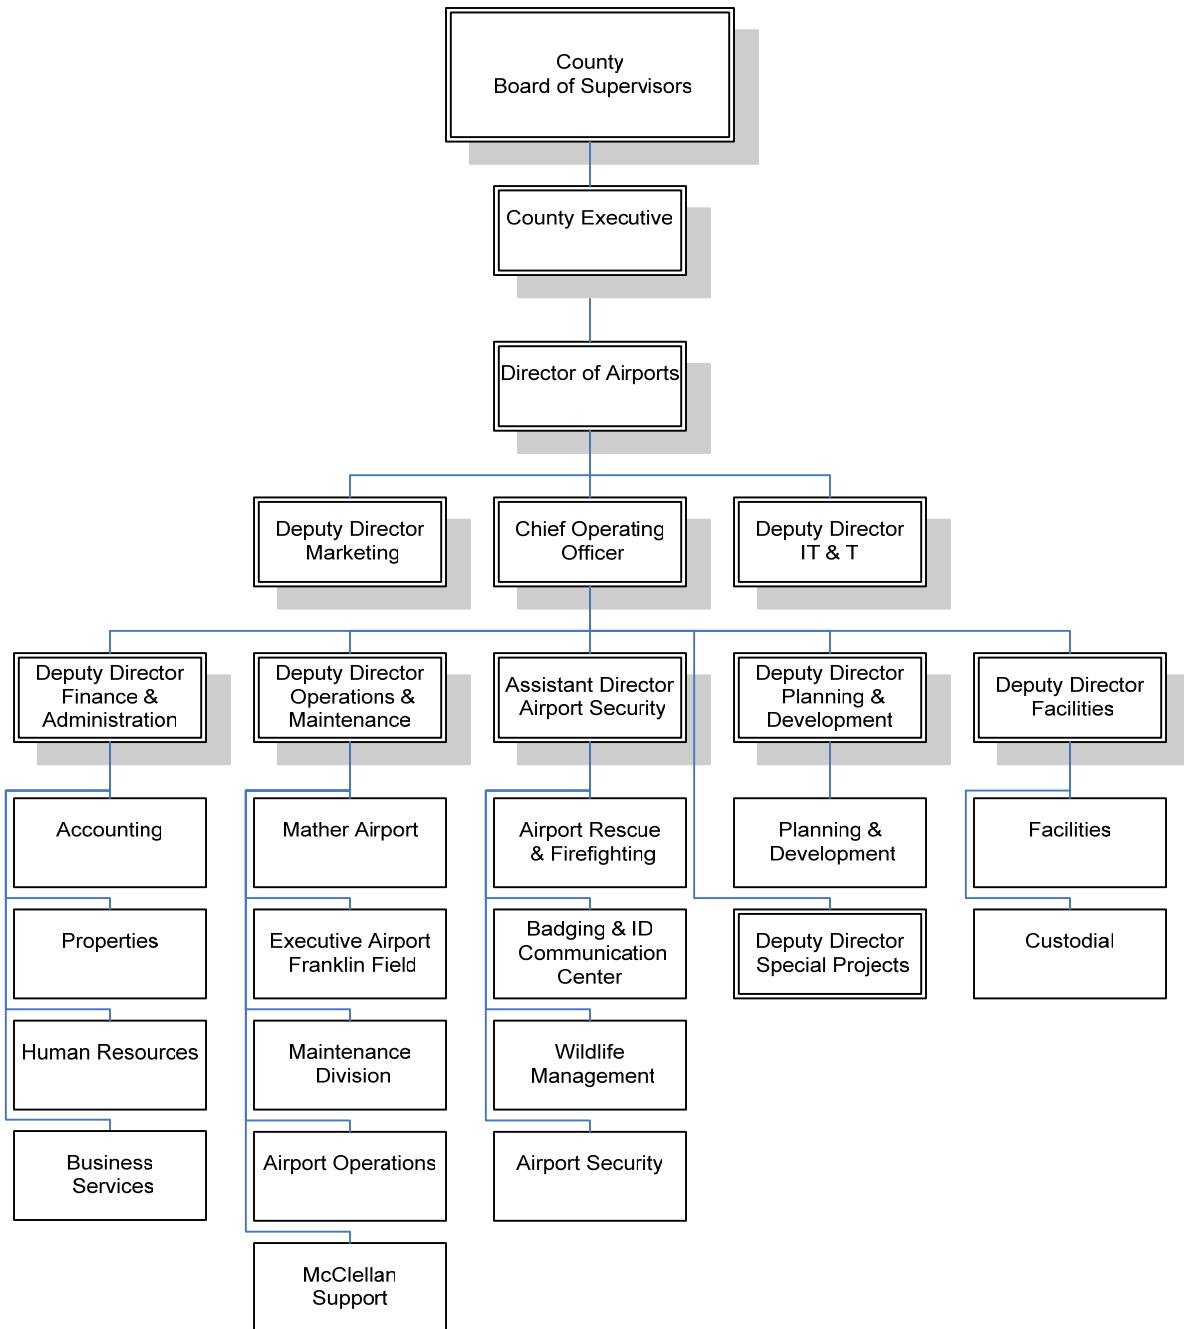 County
Board of Supervisors
County Executive
Director of Airports
Deputy Director
Marketing
Chief Operating
Officer
Deputy Director
IT & T
Deputy Director
Finance &
Administration
Deputy Director
Operations &
Maintenance
Assistant Director
Airport Security
Deputy Director
Planning &
Development
Deputy Director
Facilities
Accounting
Mather Airport
Airport Rescue
& Firefighting
Planning &
Development
Facilities
Properties
Executive Airport
Franklin Field
Badging & ID
Communication
Center
Deputy Director
Special Projects
Custodial
Human Resources
Maintenance
Division
Wildlife
Management
Business
Services
Airport Operations
Airport Security
McClellan
Support